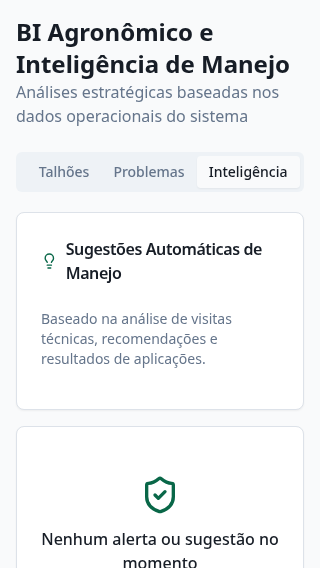 BI Agronômico e
Inteligência de Manejo
Análises estratégicas baseadas nos
dados operacionais do sistema
Talhões Problemas Inteligência
Sugestões Automáticas de
Manejo
Baseado na análise de visitas
técnicas, recomendações e
resultados de aplicações.
Nenhum alerta ou sugestão no
momento